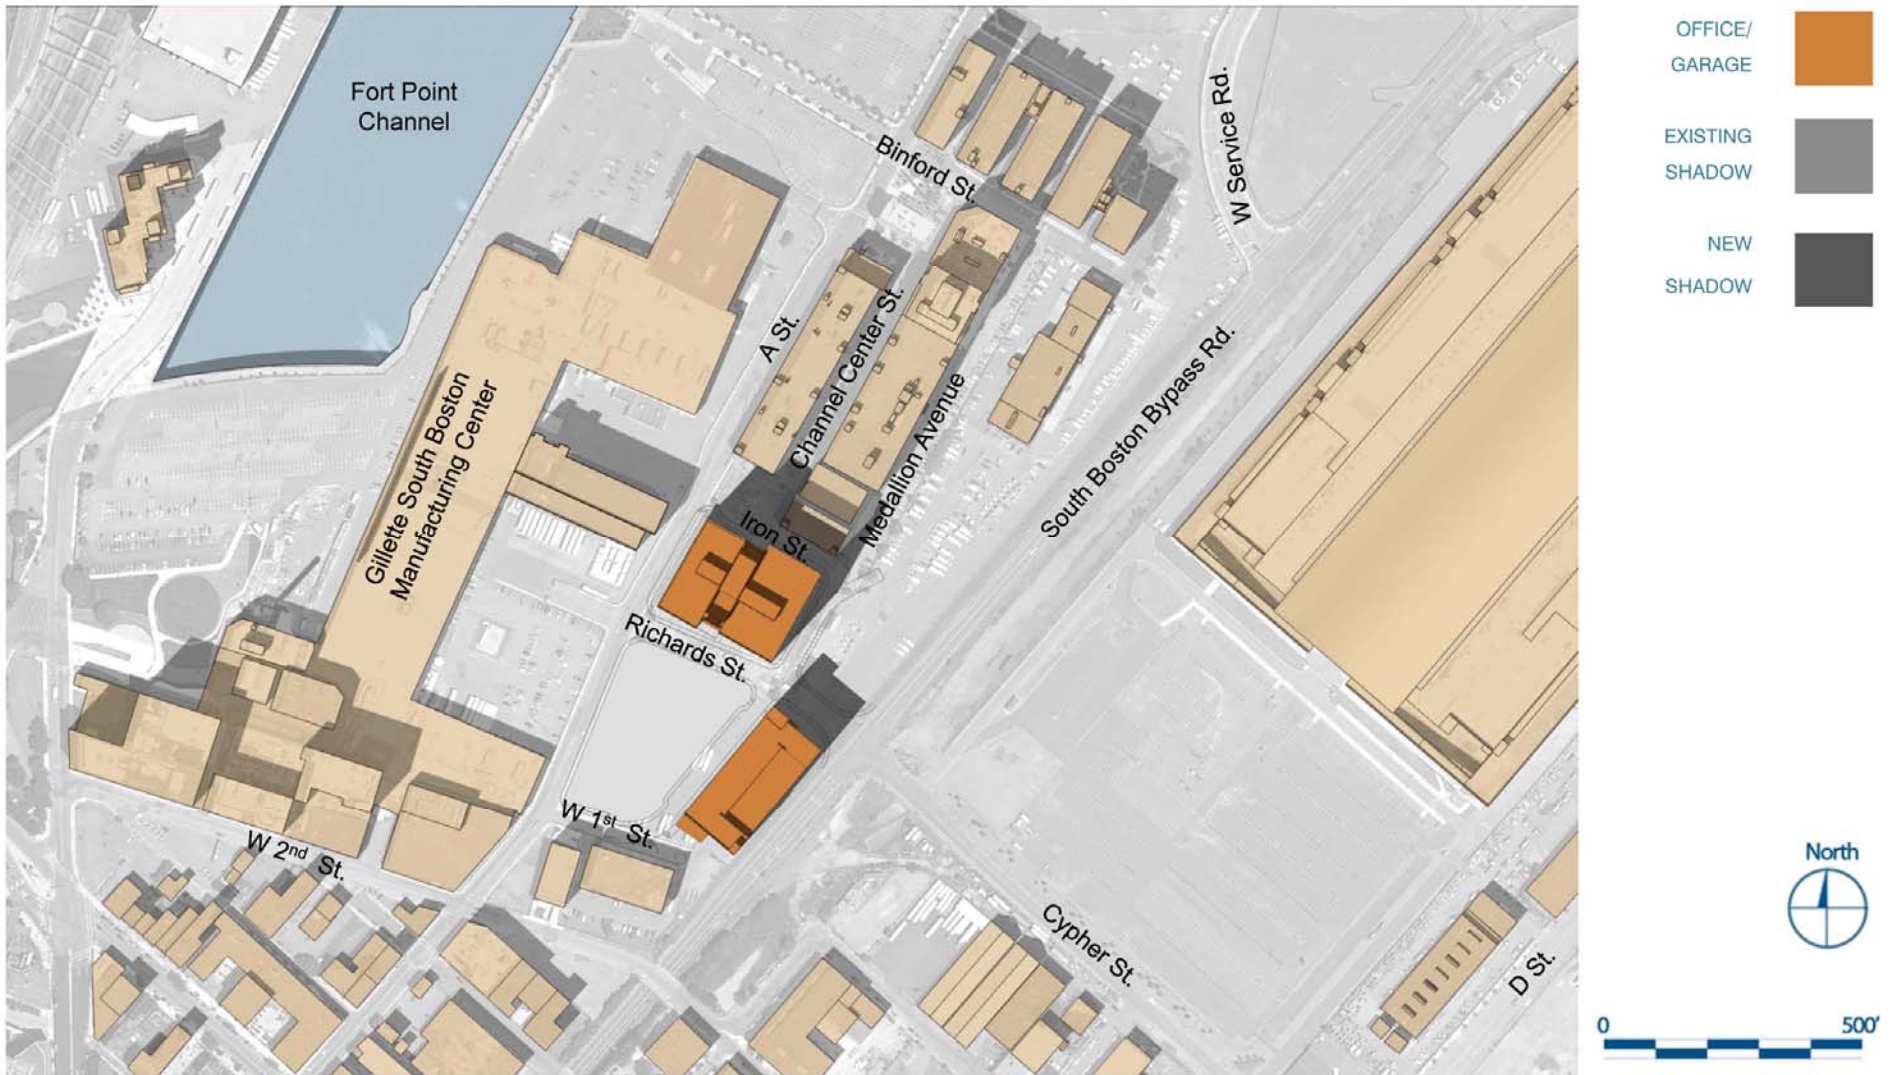 Fort Point
Channel
Binford St.
W Service Rd.
A St.
Channel Center St.
Medallion Avenue
South Boston Bypass Rd.
Gillette South Boston
Manufacturing Center
Iron St.
Richards St.
W 1st St.
W 2nd St.
Cypher St.
D St.
OFFICE/
GARAGE
EXISTING
SHADOW
NEW
SHADOW
North
0 500'